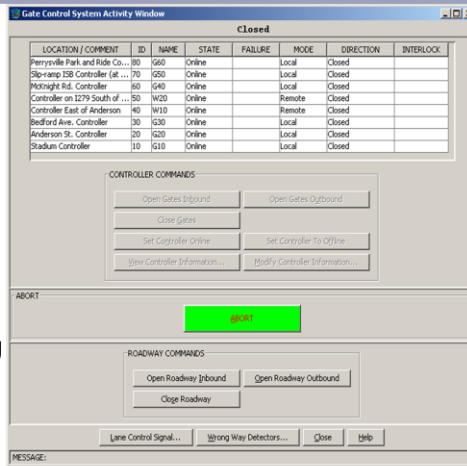 Gate Control System Activity Window
Closed
LOCATION / COMMENT ID NAME STATE FAILURE MODE DIRECTION INTERLOCK
Perrysville Park and Ride Co... 80 G60 Online Local Closed
Slip-ramp ISB Controller (at ... 70 G50 Online Local Closed
McKnight Rd. Controller 60 G40 Online Local Closed
Controller on I279 South of ... 50 W20 Online Remote Closed
Controller East of Anderson 40 W10 Online Remote Closed
Bedford Ave. Controller 30 G30 Online Local Closed
Anderson St. Controller 20 G20 Online Local Closed
Stadium Controller 10 G10 Online Local Closed
CONTROLLER COMMANDS
Open Gates Inbound Open Gates Outbound
Close Gates
Set Controller Online Set Controller To Offline
View Controller Information... Modify Controller Information...
ABORT
ABORT
ROADWAY COMMANDS
Open Roadway Inbound Open Roadway Outbound
Close Roadway
Lane Control Signal... Wrong Way Detectors... Close Help
MESSAGE: